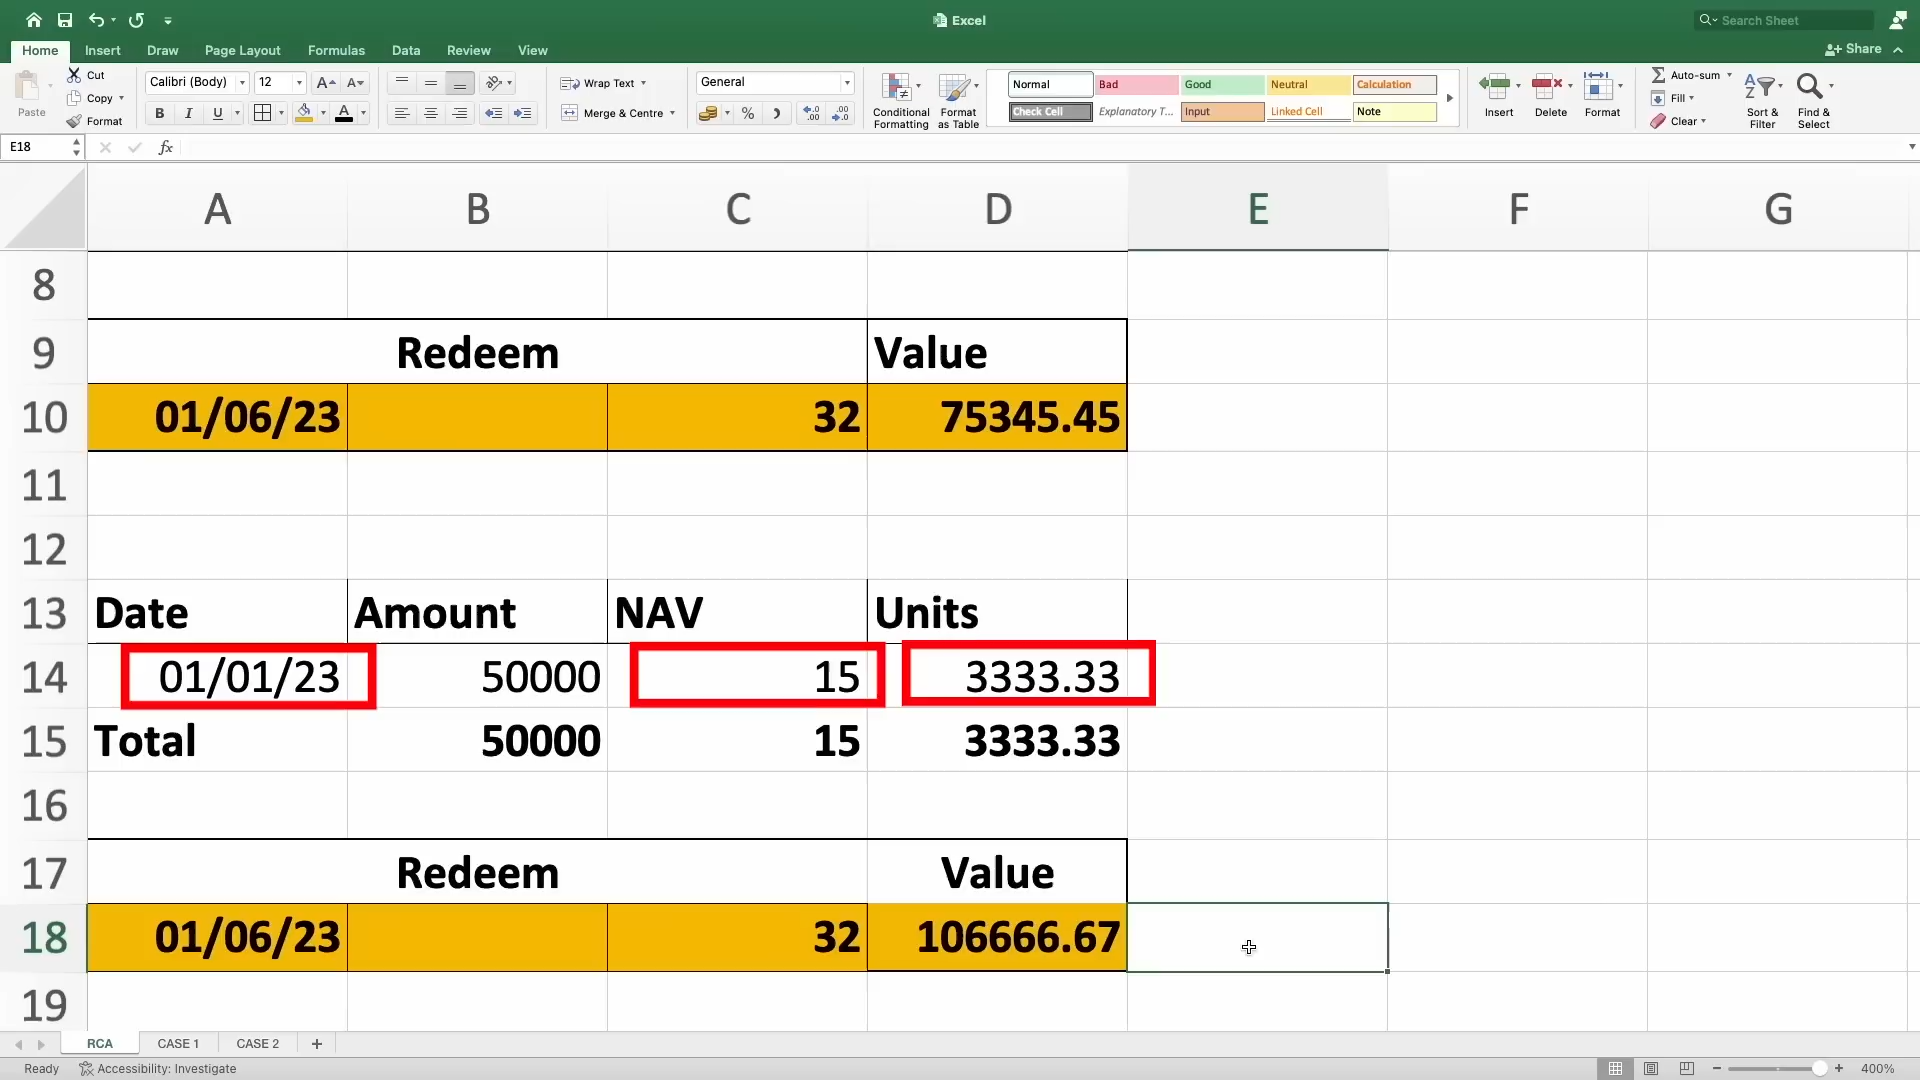 Excel
Search Sheet
Home Insert Draw Page Layout Formulas Data Review View
Share
Paste
Cut
Copy
Format
Calibri (Body) 12
B I U
Wrap Text
Merge & Centre
General
Conditional Formatting
Format as Table
Normal Bad Good Neutral Calculation
Check Cell Explanatory T... Input Linked Cell Note
Insert Delete Format
Auto-sum
Fill
Clear
Sort & Filter
Find & Select
E18
fx
A B C D E F G
8
9 Redeem Value
10 01/06/23 32 75345.45
11
12
13 Date Amount NAV Units
14 01/01/23 50000 15 3333.33
15 Total 50000 15 3333.33
16
17 Redeem Value
18 01/06/23 32 106666.67
19
RCA CASE 1 CASE 2 +
Ready Accessibility: Investigate
400%